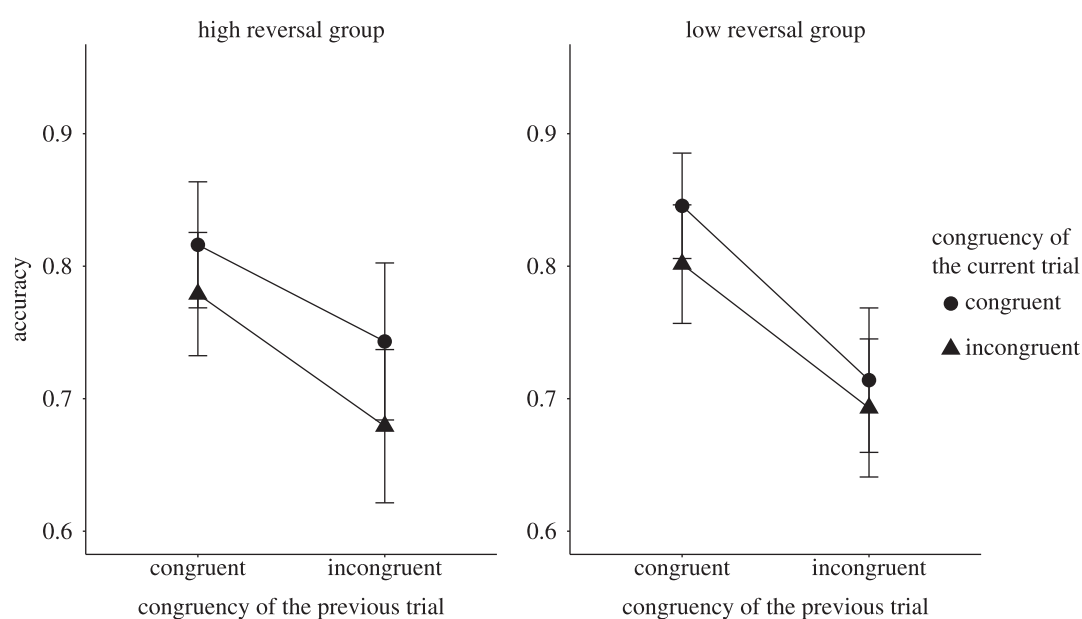 high reversal group
low reversal group
accuracy
0.9
0.8
0.7
0.6
0.9
0.8
0.7
0.6
congruent
incongruent
congruent
incongruent
congruency of the previous trial
congruency of the previous trial
congruency of
the current trial
congruent
incongruent